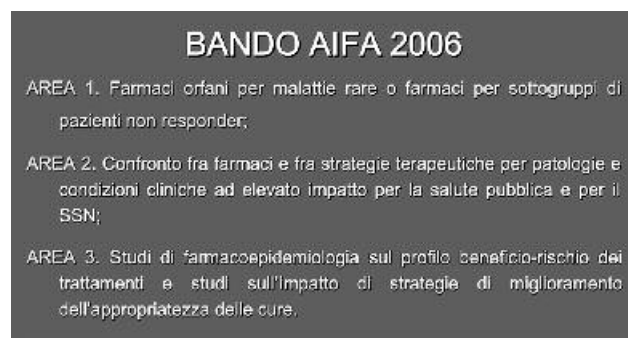 BANDO AIFA 2006
AREA 1. Farmaci orfani per malattie rare o farmaci per sottogruppi di
pazienti non responder;
AREA 2. Confronto fra farmaci e fra strategie terapeutiche per patologie e
condizioni cliniche ad elevato impatto per la salute pubblica e per il
SSN;
AREA 3. Studi di farmacoepidemiologia sul profilo beneficio-rischio dei
trattamenti e studi sull'impatto di strategie di miglioramento
dell'appropriatezza delle cure.